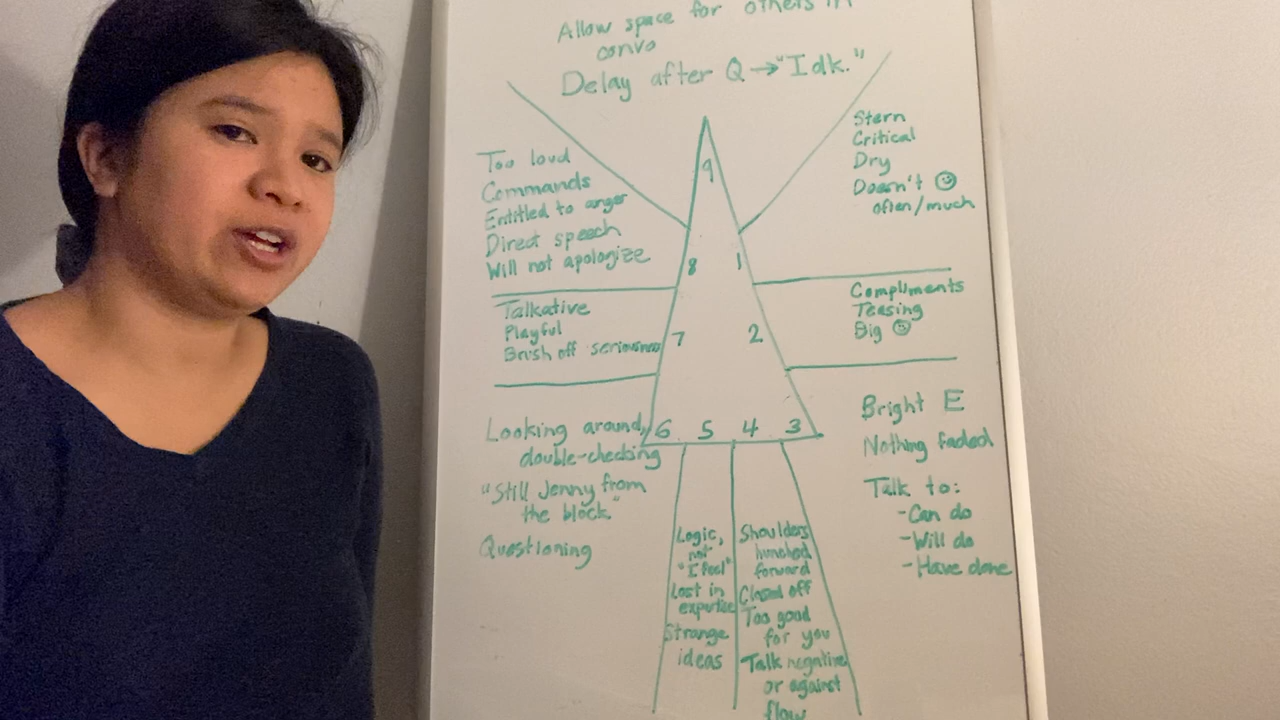 Allow space for others in
convo
Delay after Q → "Idk."
Too loud
Commands
Entitled to anger
Direct speech
Will not apologize
Stern
Critical
Dry
Doesn't ☺
often/much
9
8
1
Talkative
Playful
Brush off seriousness
Compliments
Teasing
Big ☺
7
2
Looking around,
double-checking
"Still Jenny from
the block"
Questioning
6 5 4 3
Bright E
Nothing faded
Talk to:
-Can do
-Will do
-Have done
Logic,
not
"I feel"
Lost in
expertise
Strange
ideas
Shoulders
hunched
forward
Closed off
Too good
for you
Talk negative
or against
flow